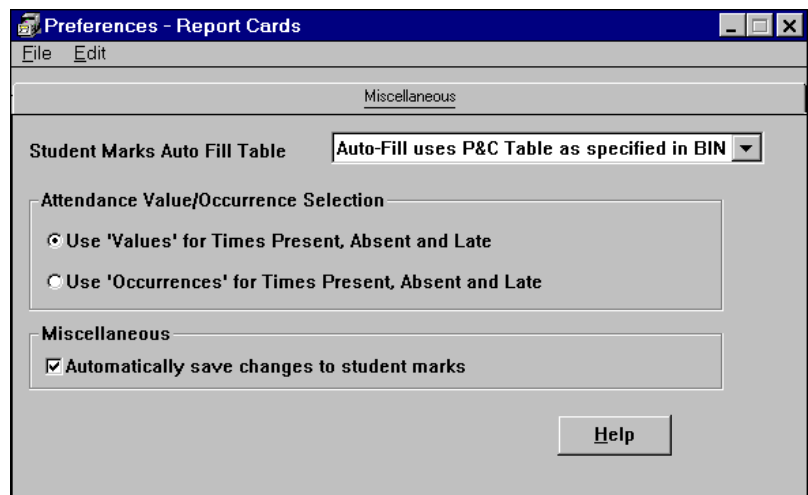 Preferences - Report Cards
File Edit
Miscellaneous
Student Marks Auto Fill Table
Auto-Fill uses P&C Table as specified in BIN
Attendance Value/Occurrence Selection
Use 'Values' for Times Present, Absent and Late
Use 'Occurrences' for Times Present, Absent and Late
Miscellaneous
Automatically save changes to student marks
Help